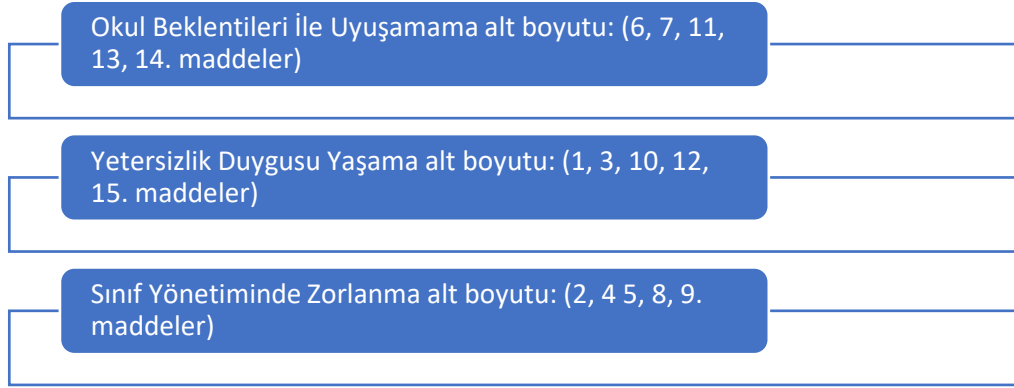 Okul Beklentileri İle Uyuşamama alt boyutu: (6, 7, 11,
13, 14. maddeler)
Yetersizlik Duygusu Yaşama alt boyutu: (1, 3, 10, 12,
15. maddeler)
Sınıf Yönetiminde Zorlanma alt boyutu: (2, 4 5, 8, 9.
maddeler)